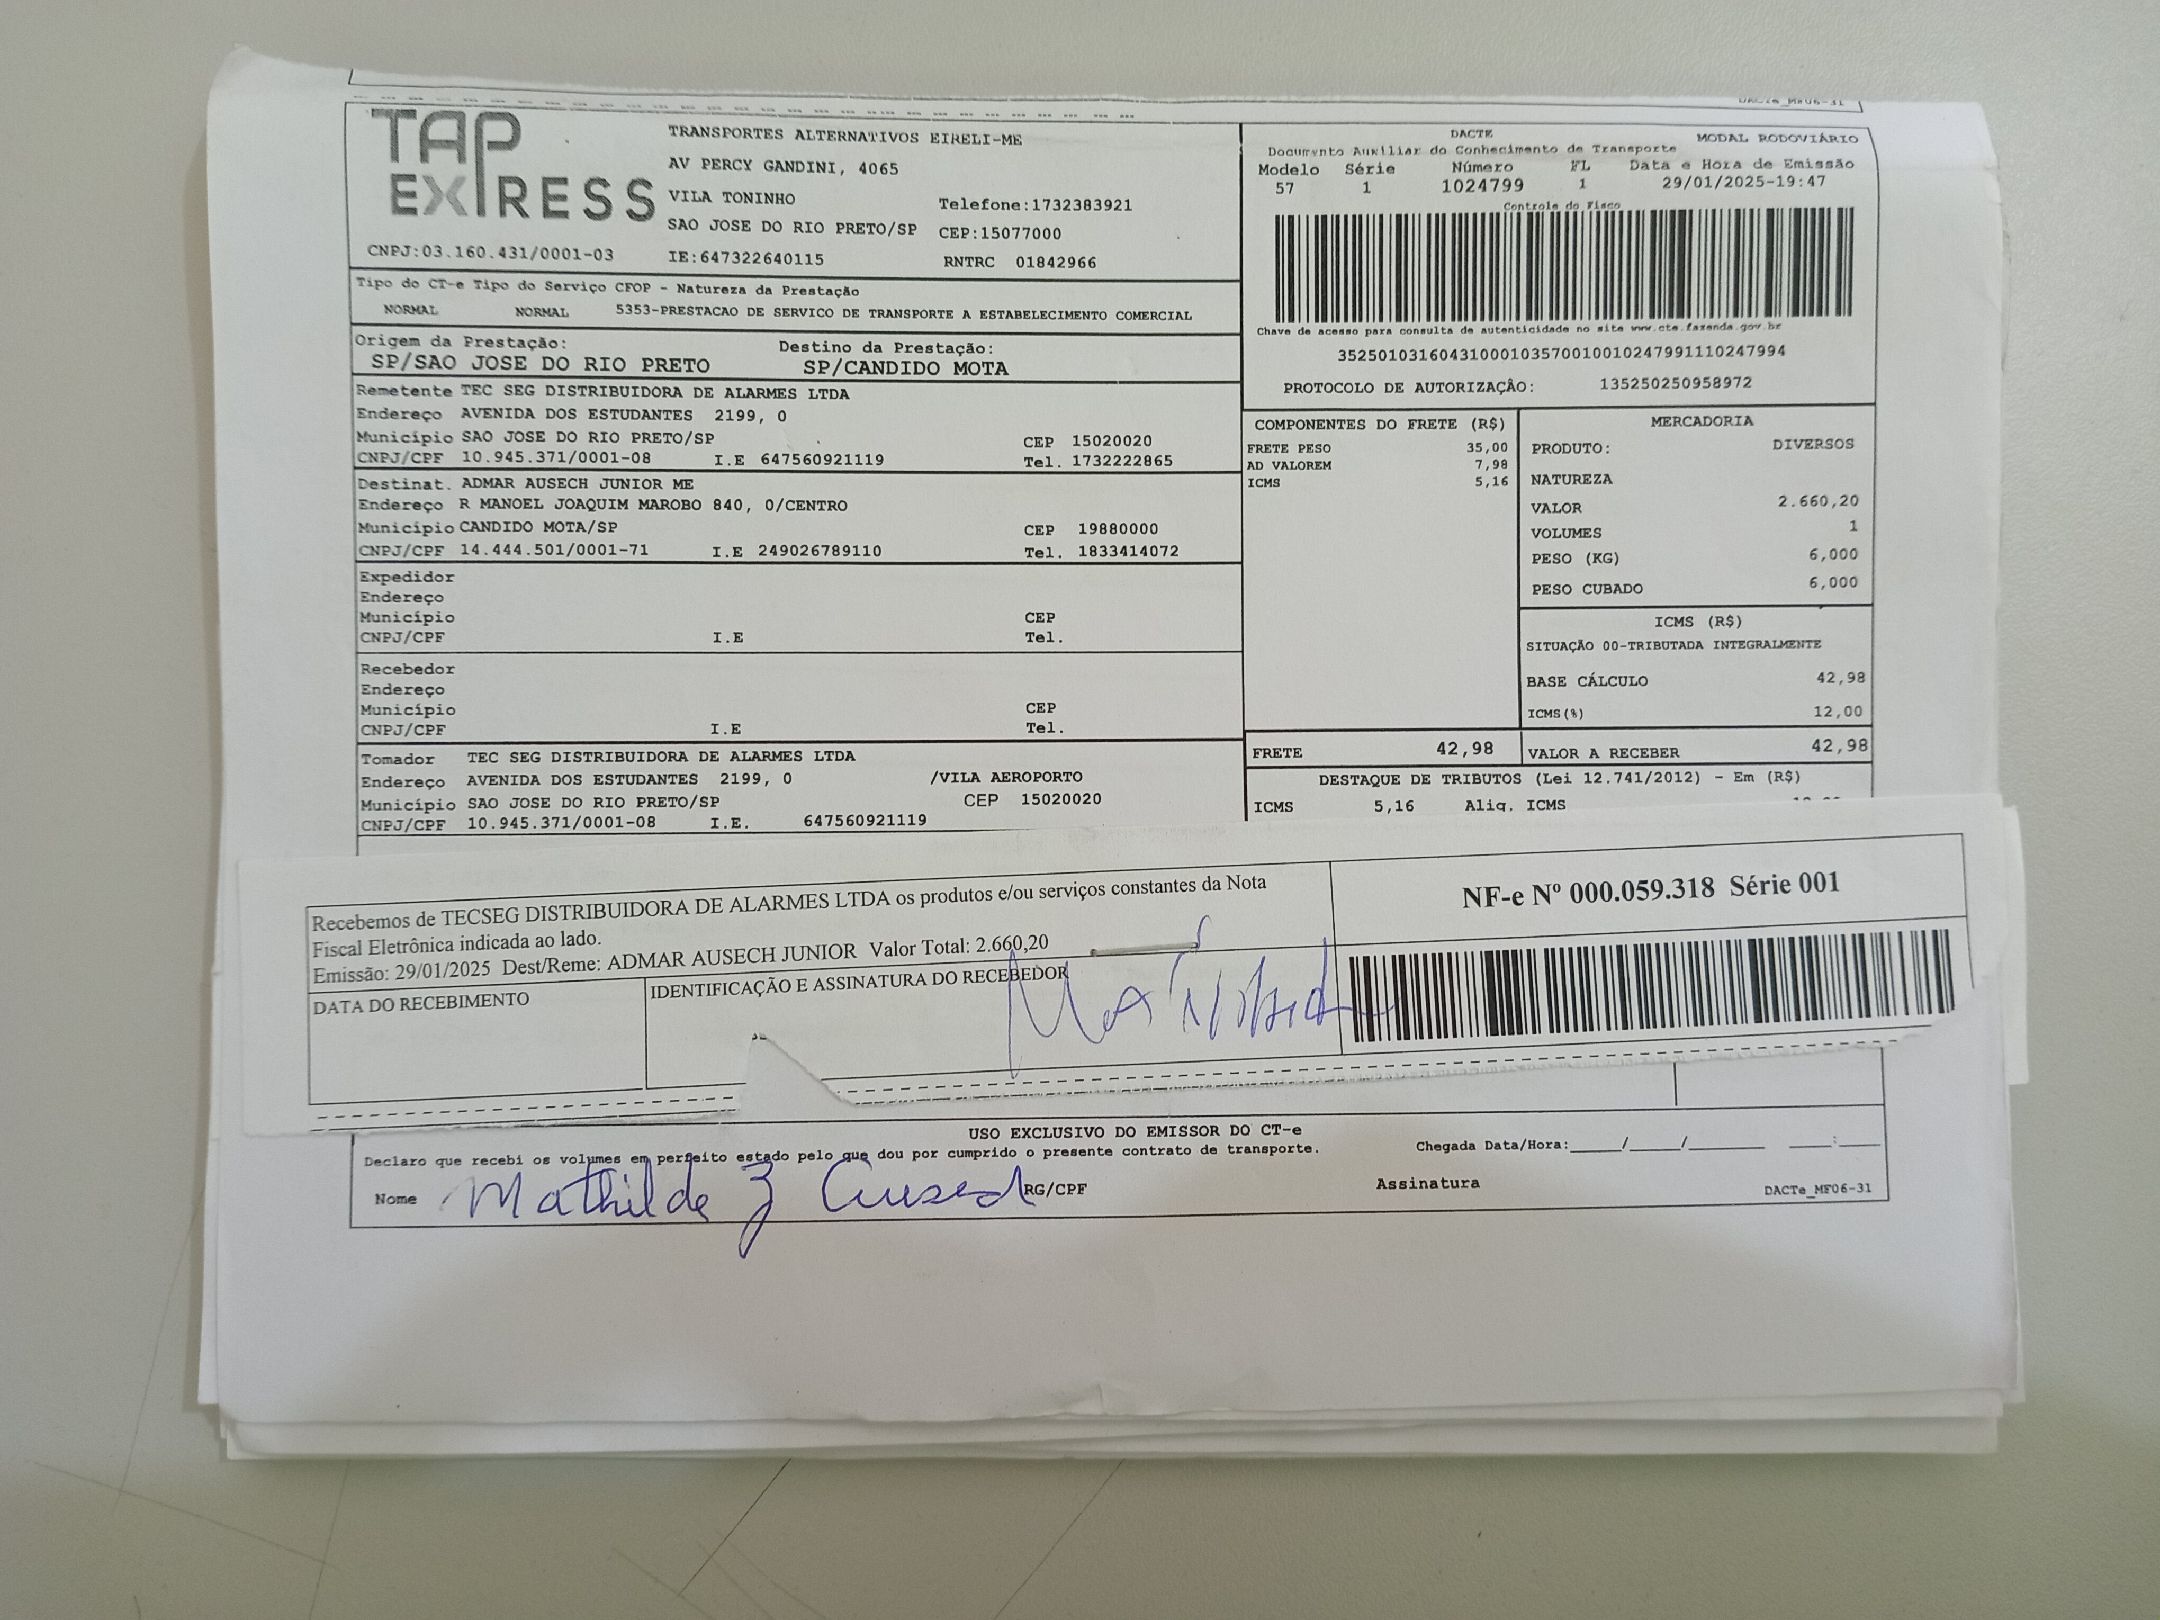 DACTe_MF06-31
TAP EXPRESS
TRANSPORTES ALTERNATIVOS EIRELI-ME
AV PERCY GANDINI, 4065
VILA TONINHO
Telefone:1732383921
SAO JOSE DO RIO PRETO/SP CEP:15077000
CNPJ:03.160.431/0001-03 IE:647322640115 RNTRC 01842966
DACTE MODAL RODOVIÁRIO
Documento Auxiliar do Conhecimento de Transporte
Modelo Série Número FL Data e Hora de Emissão
57 1 1024799 1 29/01/2025-19:47
Controle do Fisco
Chave de acesso para consulta de autenticidade no site www.cte.fazenda.gov.br
35250103160431000103570010010247991110247994
PROTOCOLO DE AUTORIZAÇÃO: 135250250958972
Tipo do CT-e Tipo do Serviço CFOP - Natureza da Prestação
NORMAL NORMAL 5353-PRESTACAO DE SERVICO DE TRANSPORTE A ESTABELECIMENTO COMERCIAL
Origem da Prestação: Destino da Prestação:
SP/SAO JOSE DO RIO PRETO SP/CANDIDO MOTA
Remetente TEC SEG DISTRIBUIDORA DE ALARMES LTDA
Endereço AVENIDA DOS ESTUDANTES 2199, 0
Município SAO JOSE DO RIO PRETO/SP CEP 15020020
CNPJ/CPF 10.945.371/0001-08 I.E 647560921119 Tel. 1732222865
Destinat. ADMAR AUSECH JUNIOR ME
Endereço R MANOEL JOAQUIM MAROBO 840, 0/CENTRO
Município CANDIDO MOTA/SP CEP 19880000
CNPJ/CPF 14.444.501/0001-71 I.E 249026789110 Tel. 1833414072
Expedidor
Endereço
Município CEP
CNPJ/CPF I.E Tel.
Recebedor
Endereço
Município CEP
CNPJ/CPF I.E Tel.
Tomador TEC SEG DISTRIBUIDORA DE ALARMES LTDA
Endereço AVENIDA DOS ESTUDANTES 2199, 0 /VILA AEROPORTO
Município SAO JOSE DO RIO PRETO/SP CEP 15020020
CNPJ/CPF 10.945.371/0001-08 I.E. 647560921119
COMPONENTES DO FRETE (R$)
FRETE PESO 35,00
AD VALOREM 7,98
ICMS 5,16
MERCADORIA
PRODUTO: DIVERSOS
NATUREZA
VALOR 2.660,20
VOLUMES 1
PESO (KG) 6,000
PESO CUBADO 6,000
ICMS (R$)
SITUAÇÃO 00-TRIBUTADA INTEGRALMENTE
BASE CÁLCULO 42,98
ICMS(%) 12,00
FRETE 42,98 VALOR A RECEBER 42,98
DESTAQUE DE TRIBUTOS (Lei 12.741/2012) - Em (R$)
ICMS 5,16 Aliq. ICMS
Recebemos de TECSEG DISTRIBUIDORA DE ALARMES LTDA os produtos e/ou serviços constantes da Nota
Fiscal Eletrônica indicada ao lado.
Emissão: 29/01/2025 Dest/Reme: ADMAR AUSECH JUNIOR Valor Total: 2.660,20
DATA DO RECEBIMENTO IDENTIFICAÇÃO E ASSINATURA DO RECEBEDOR
NF-e Nº 000.059.318 Série 001
USO EXCLUSIVO DO EMISSOR DO CT-e
Declaro que recebi os volumes em perfeito estado pelo que dou por cumprido o presente contrato de transporte.
Chegada Data/Hora:_____/_____/________ ____:____
Nome Mathilde RG/CPF Assinatura DACTe_MF06-31